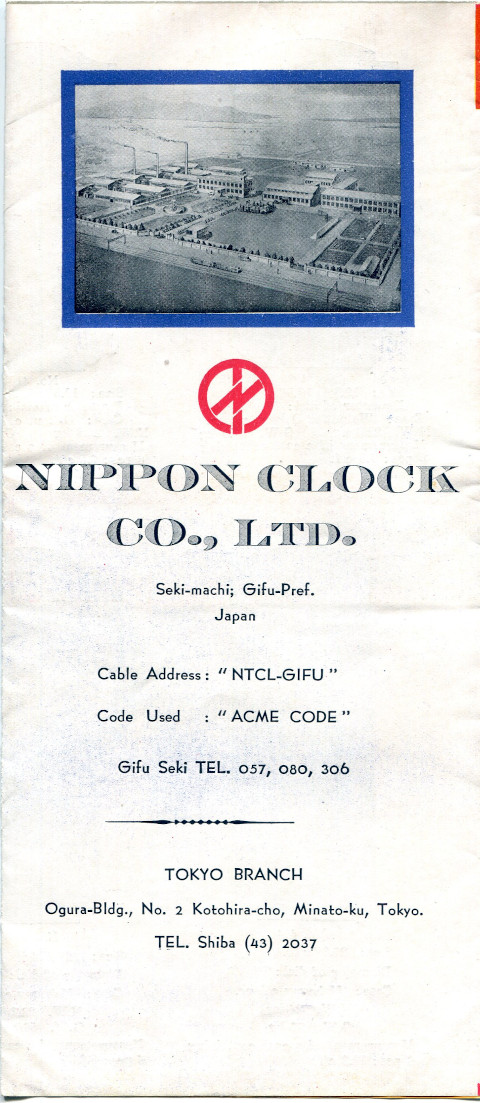 NIPPON CLOCK
CO., LTD.
Seki-machi; Gifu-Pref.
Japan
Cable Address : "NTCL-GIFU"
Code Used : "ACME CODE"
Gifu Seki TEL. 057, 080, 306
TOKYO BRANCH
Ogura-Bldg., No. 2 Kotohira-cho, Minato-ku, Tokyo.
TEL. Shiba (43) 2037